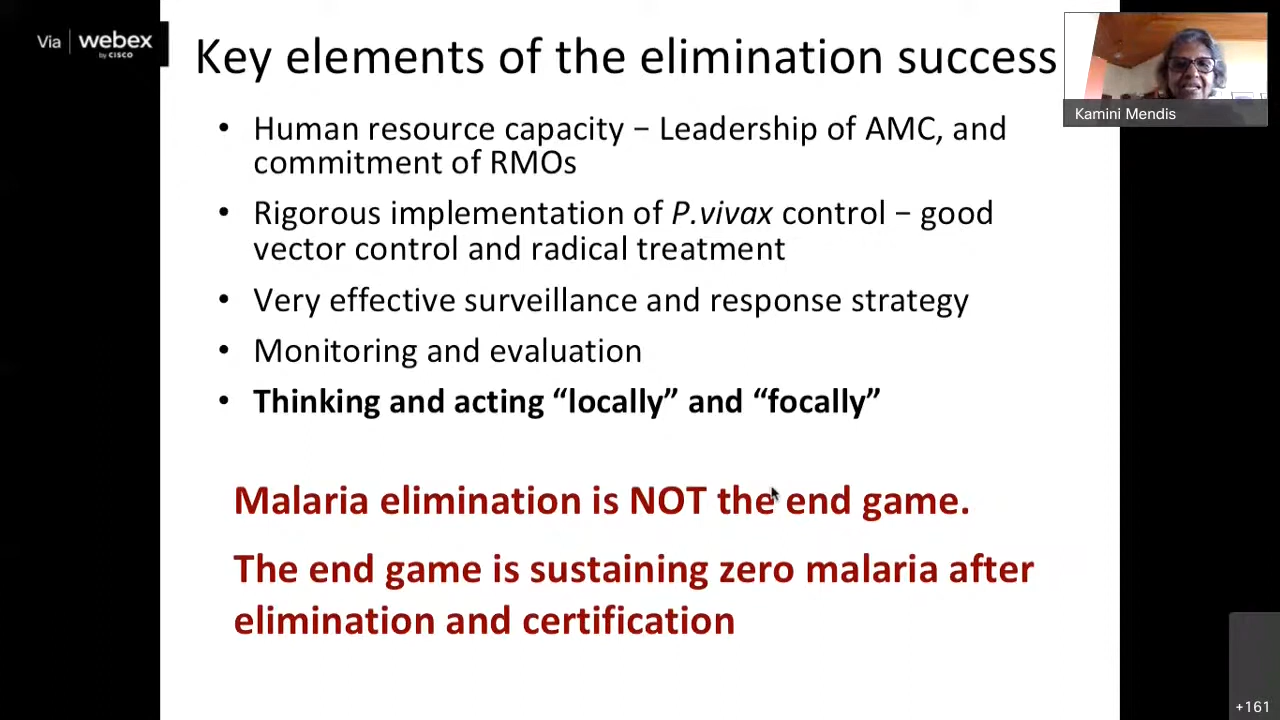 Via webex
by CISCO
Key elements of the elimination success
Kamini Mendis
• Human resource capacity – Leadership of AMC, and
commitment of RMOs
• Rigorous implementation of P.vivax control – good
vector control and radical treatment
• Very effective surveillance and response strategy
• Monitoring and evaluation
• Thinking and acting “locally” and “focally”
Malaria elimination is NOT the end game.
The end game is sustaining zero malaria after
elimination and certification
+161